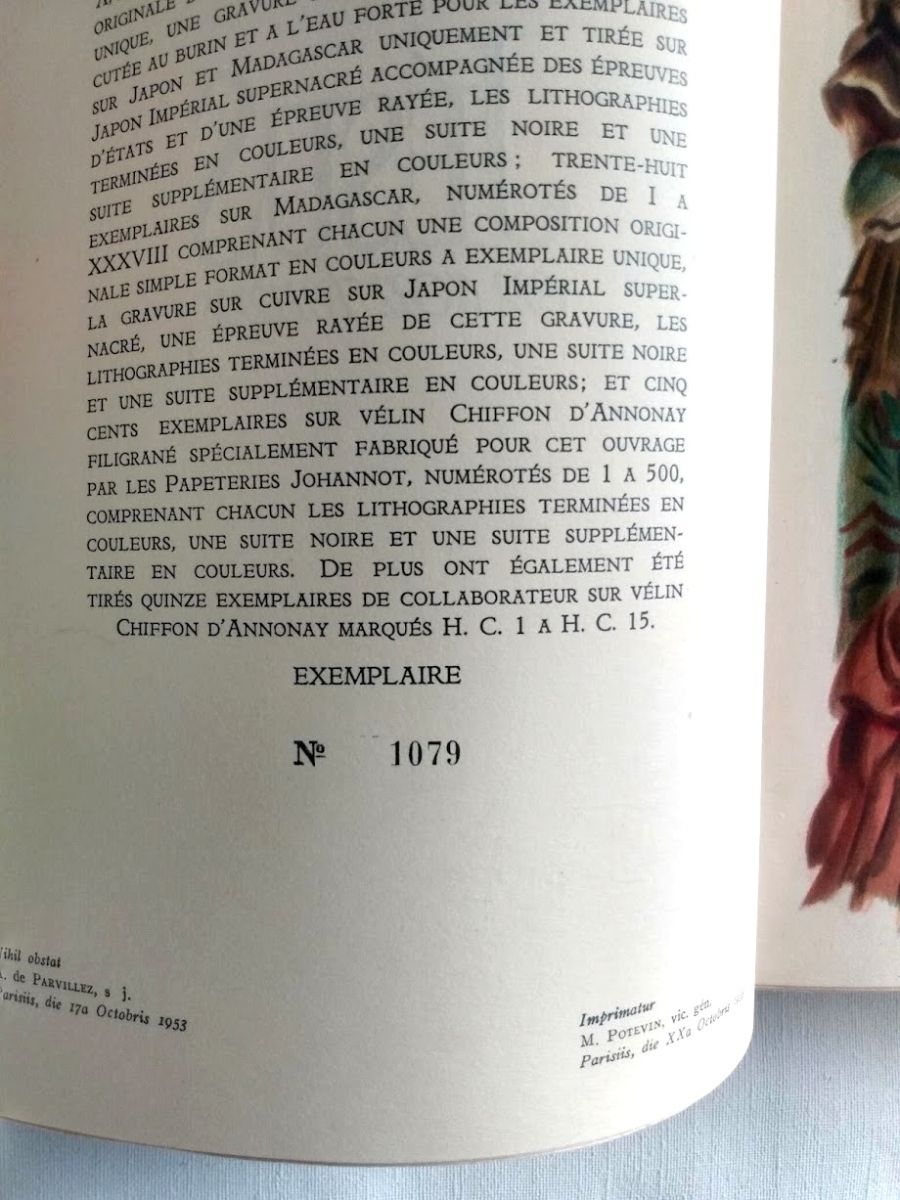 ORIGINALE
UNIQUE, UNE GRAVURE
CUTÉE AU BURIN ET A L'EAU FORTE POUR LES EXEMPLAIRES
SUR JAPON ET MADAGASCAR UNIQUEMENT ET TIRÉE SUR
JAPON IMPÉRIAL SUPERNACRÉ ACCOMPAGNÉE DES ÉPREUVES
D'ÉTATS ET D'UNE ÉPREUVE RAYÉE, LES LITHOGRAPHIES
TERMINÉES EN COULEURS, UNE SUITE NOIRE ET UNE
SUITE SUPPLÉMENTAIRE EN COULEURS ; TRENTE-HUIT
EXEMPLAIRES SUR MADAGASCAR, NUMÉROTÉS DE I A
XXXVIII COMPRENANT CHACUN UNE COMPOSITION ORIGI-
NALE SIMPLE FORMAT EN COULEURS A EXEMPLAIRE UNIQUE,
LA GRAVURE SUR CUIVRE SUR JAPON IMPÉRIAL SUPER-
NACRÉ, UNE ÉPREUVE RAYÉE DE CETTE GRAVURE, LES
LITHOGRAPHIES TERMINÉES EN COULEURS, UNE SUITE NOIRE
ET UNE SUITE SUPPLÉMENTAIRE EN COULEURS; ET CINQ
CENTS EXEMPLAIRES SUR VÉLIN CHIFFON D'ANNONAY
FILIGRANÉ SPÉCIALEMENT FABRIQUÉ POUR CET OUVRAGE
PAR LES PAPETERIES JOHANNOT, NUMÉROTÉS DE 1 A 500,
COMPRENANT CHACUN LES LITHOGRAPHIES TERMINÉES EN
COULEURS, UNE SUITE NOIRE ET UNE SUITE SUPPLÉMEN-
TAIRE EN COULEURS. DE PLUS ONT ÉGALEMENT ÉTÉ
TIRÉS QUINZE EXEMPLAIRES DE COLLABORATEUR SUR VÉLIN
CHIFFON D'ANNONAY MARQUÉS H. C. 1 A H. C. 15.
EXEMPLAIRE
Nº 1079
Nihil obstat
A. de PARVILLEZ, s j.
Parisiis, die 17a Octobris 1953
Imprimatur
M. POTEVIN, vic. gén.
Parisiis, die XXa Octobris